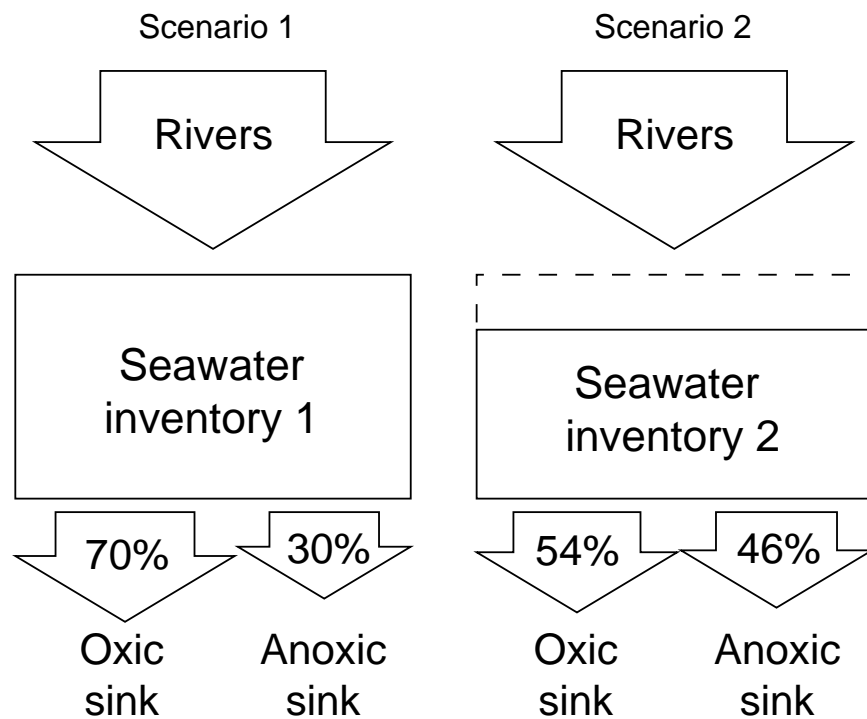 Scenario 1
Rivers
Seawater
inventory 1
70%
30%
Oxic
sink
Anoxic
sink
Scenario 2
Rivers
Seawater
inventory 2
54%
46%
Oxic
sink
Anoxic
sink